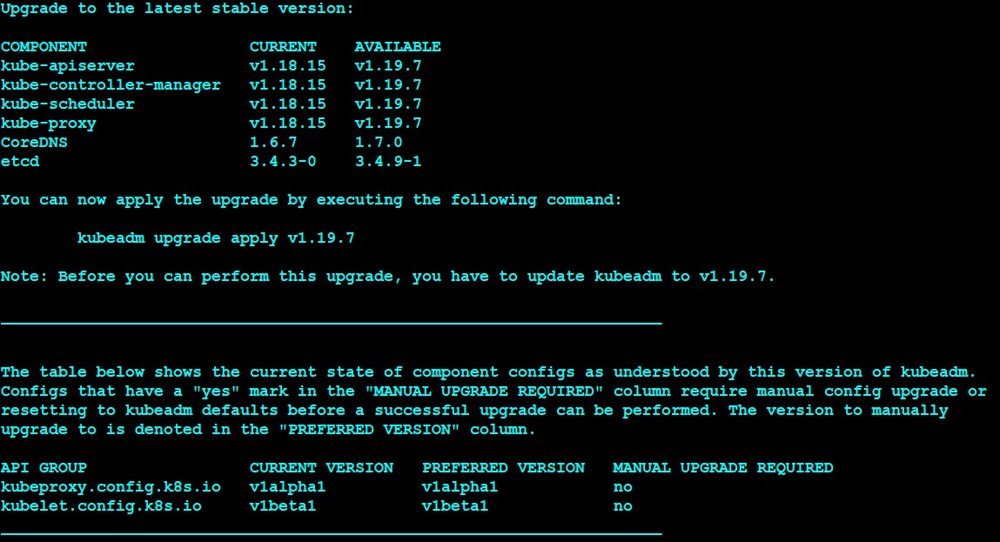 Upgrade to the latest stable version:
COMPONENT CURRENT AVAILABLE
kube-apiserver v1.18.15 v1.19.7
kube-controller-manager v1.18.15 v1.19.7
kube-scheduler v1.18.15 v1.19.7
kube-proxy v1.18.15 v1.19.7
CoreDNS 1.6.7 1.7.0
etcd 3.4.3-0 3.4.9-1
You can now apply the upgrade by executing the following command:
kubeadm upgrade apply v1.19.7
Note: Before you can perform this upgrade, you have to update kubeadm to v1.19.7.
The table below shows the current state of component configs as understood by this version of kubeadm.
Configs that have a "yes" mark in the "MANUAL UPGRADE REQUIRED" column require manual config upgrade or
resetting to kubeadm defaults before a successful upgrade can be performed. The version to manually
upgrade to is denoted in the "PREFERRED VERSION" column.
API GROUP CURRENT VERSION PREFERRED VERSION MANUAL UPGRADE REQUIRED
kubeproxy.config.k8s.io v1alpha1 v1alpha1 no
kubelet.config.k8s.io v1beta1 v1beta1 no